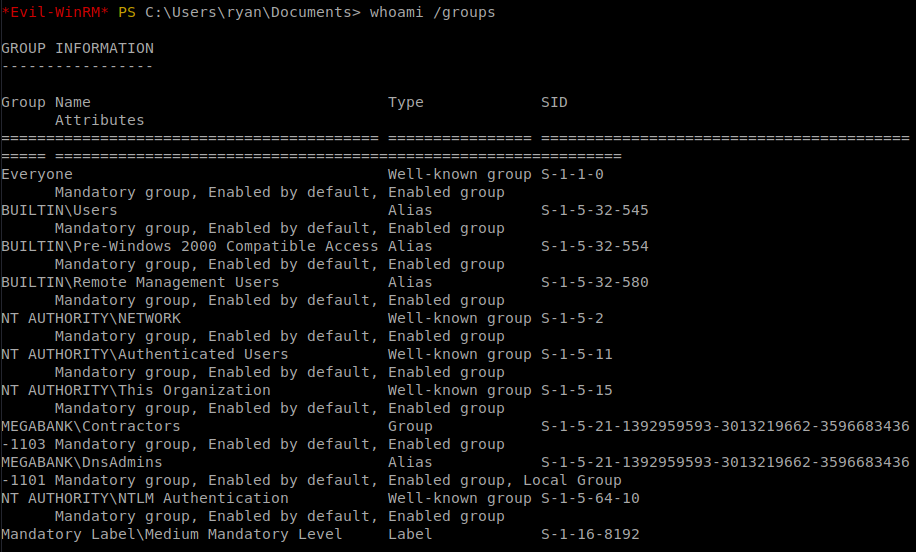 *Evil-WinRM* PS C:\Users\ryan\Documents> whoami /groups
GROUP INFORMATION
-----------------
Group Name                                 Type             SID
      Attributes
========================================== ================ =========================================
===== ===============================================================
Everyone                                   Well-known group S-1-1-0
      Mandatory group, Enabled by default, Enabled group
BUILTIN\Users                              Alias            S-1-5-32-545
      Mandatory group, Enabled by default, Enabled group
BUILTIN\Pre-Windows 2000 Compatible Access Alias            S-1-5-32-554
      Mandatory group, Enabled by default, Enabled group
BUILTIN\Remote Management Users            Alias            S-1-5-32-580
      Mandatory group, Enabled by default, Enabled group
NT AUTHORITY\NETWORK                       Well-known group S-1-5-2
      Mandatory group, Enabled by default, Enabled group
NT AUTHORITY\Authenticated Users           Well-known group S-1-5-11
      Mandatory group, Enabled by default, Enabled group
NT AUTHORITY\This Organization             Well-known group S-1-5-15
      Mandatory group, Enabled by default, Enabled group
MEGABANK\Contractors                       Group            S-1-5-21-1392959593-3013219662-3596683436
-1103 Mandatory group, Enabled by default, Enabled group
MEGABANK\DnsAdmins                         Alias            S-1-5-21-1392959593-3013219662-3596683436
-1101 Mandatory group, Enabled by default, Enabled group, Local Group
NT AUTHORITY\NTLM Authentication           Well-known group S-1-5-64-10
      Mandatory group, Enabled by default, Enabled group
Mandatory Label\Medium Mandatory Level     Label            S-1-16-8192